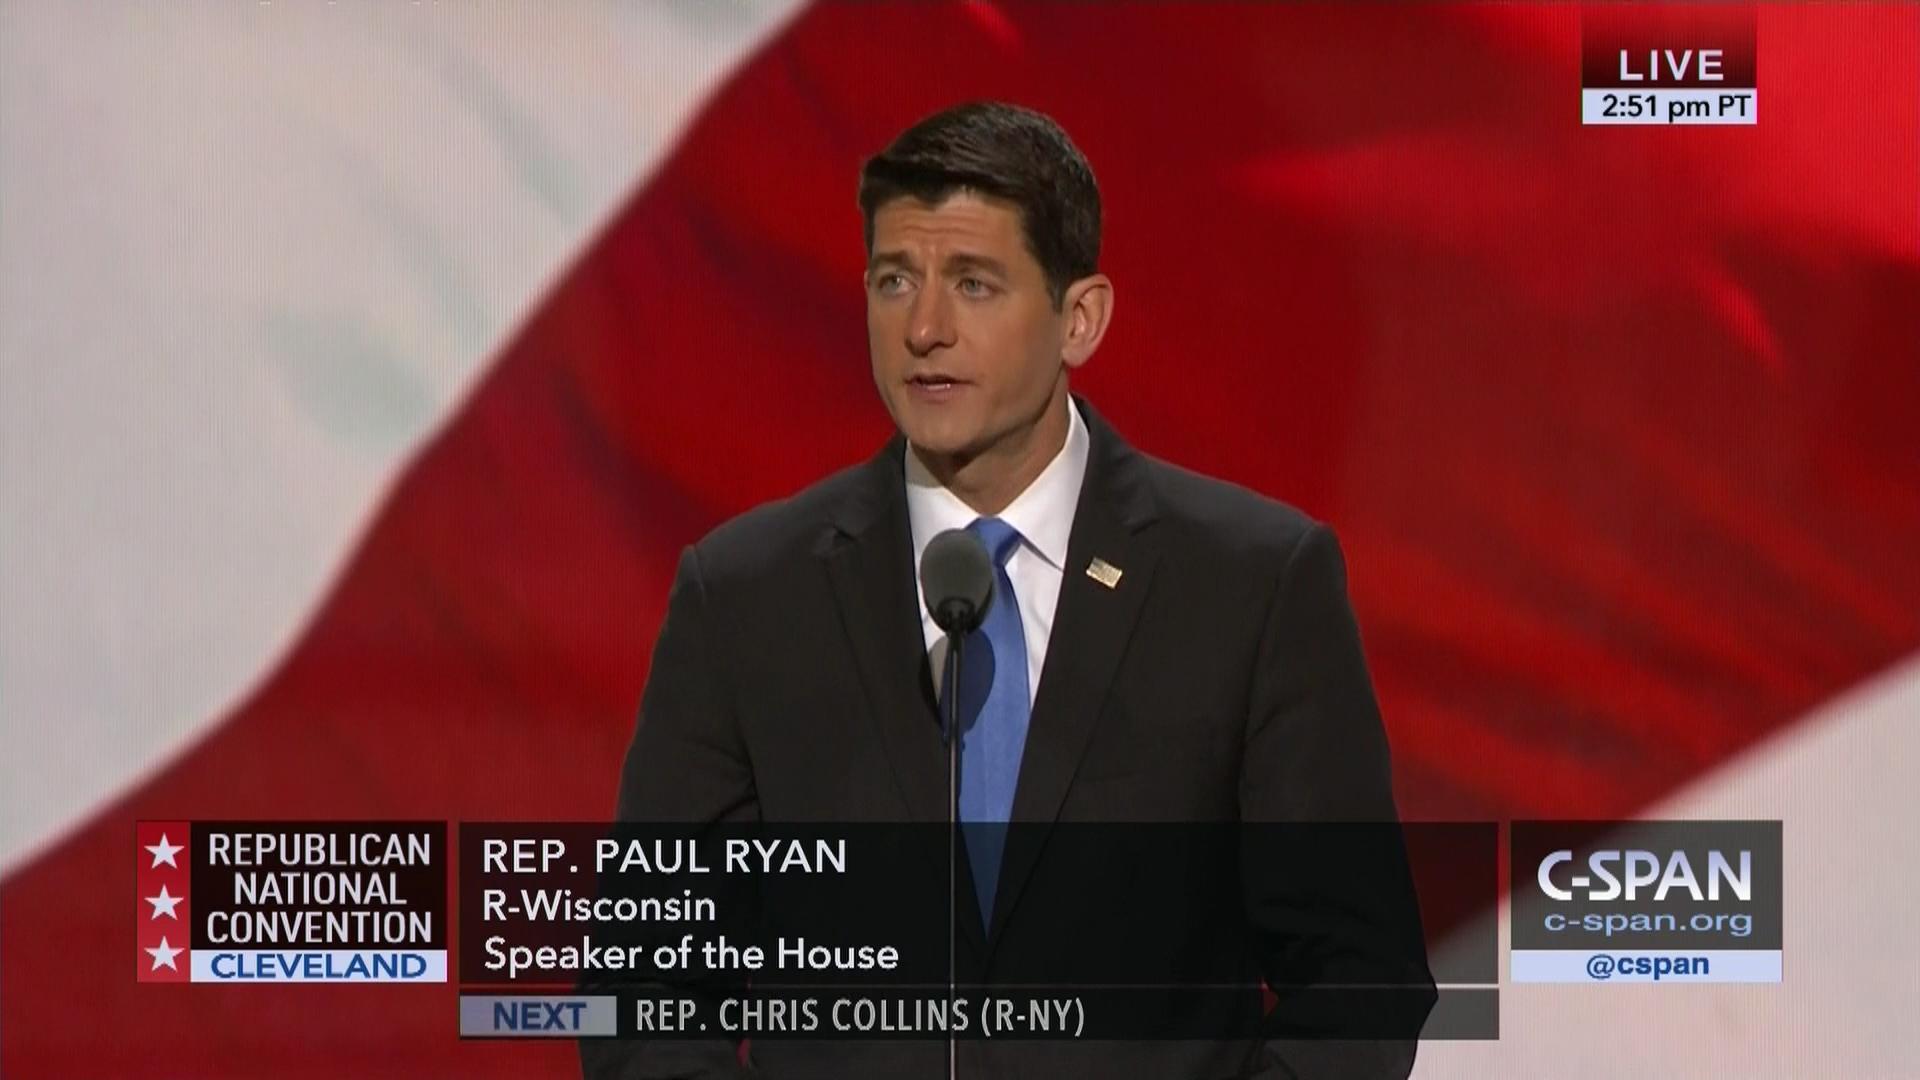 LIVE
2:51 pm PT
REPUBLICAN
NATIONAL
CONVENTION
CLEVELAND
REP. PAUL RYAN
R-Wisconsin
Speaker of the House
NEXT REP. CHRIS COLLINS (R-NY)
C-SPAN
c-span.org
@cspan